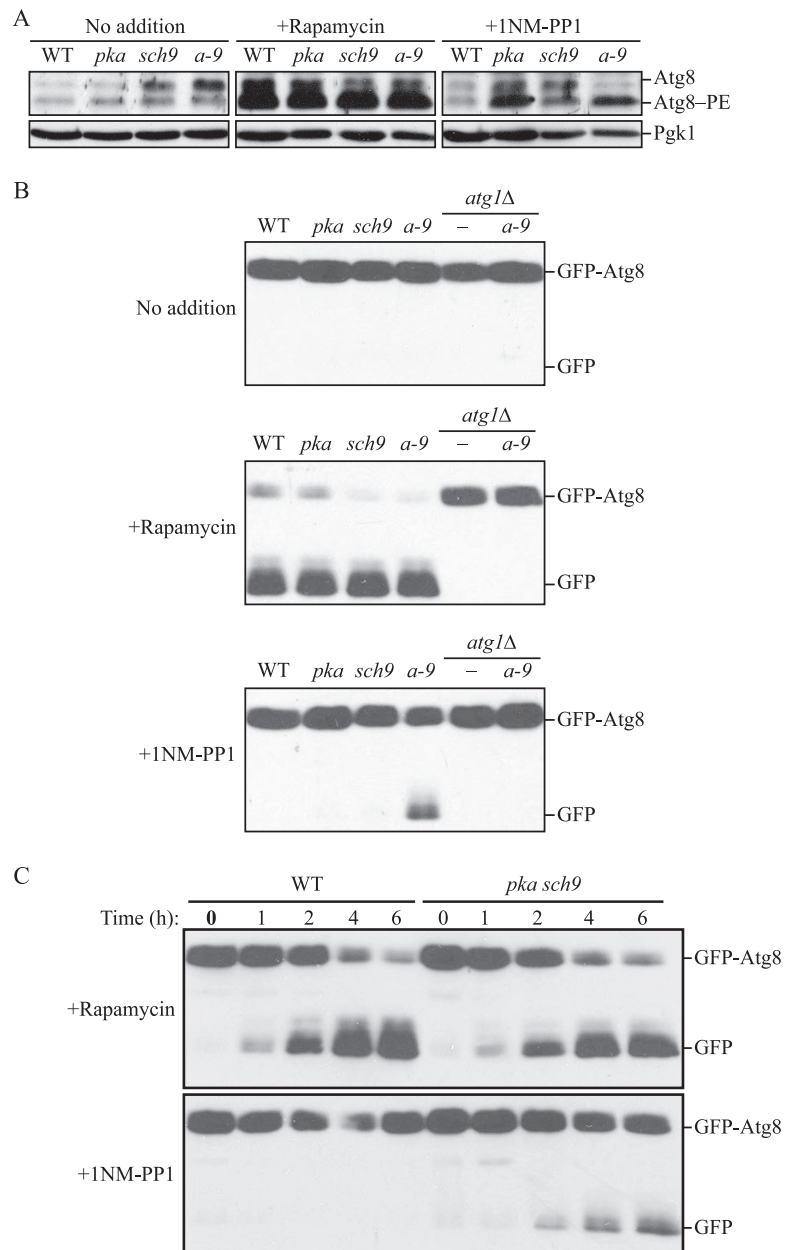 A
No addition +Rapamycin +1NM-PP1
WT pka sch9 a-9 WT pka sch9 a-9 WT pka sch9 a-9
Atg8
Atg8–PE
Pgk1
B
atg1Δ
WT pka sch9 a-9 – a-9
No addition
GFP-Atg8
GFP
atg1Δ
WT pka sch9 a-9 – a-9
+Rapamycin
GFP-Atg8
GFP
atg1Δ
WT pka sch9 a-9 – a-9
+1NM-PP1
GFP-Atg8
GFP
C
WT pka sch9
Time (h): 0 1 2 4 6 0 1 2 4 6
+Rapamycin
GFP-Atg8
GFP
+1NM-PP1
GFP-Atg8
GFP